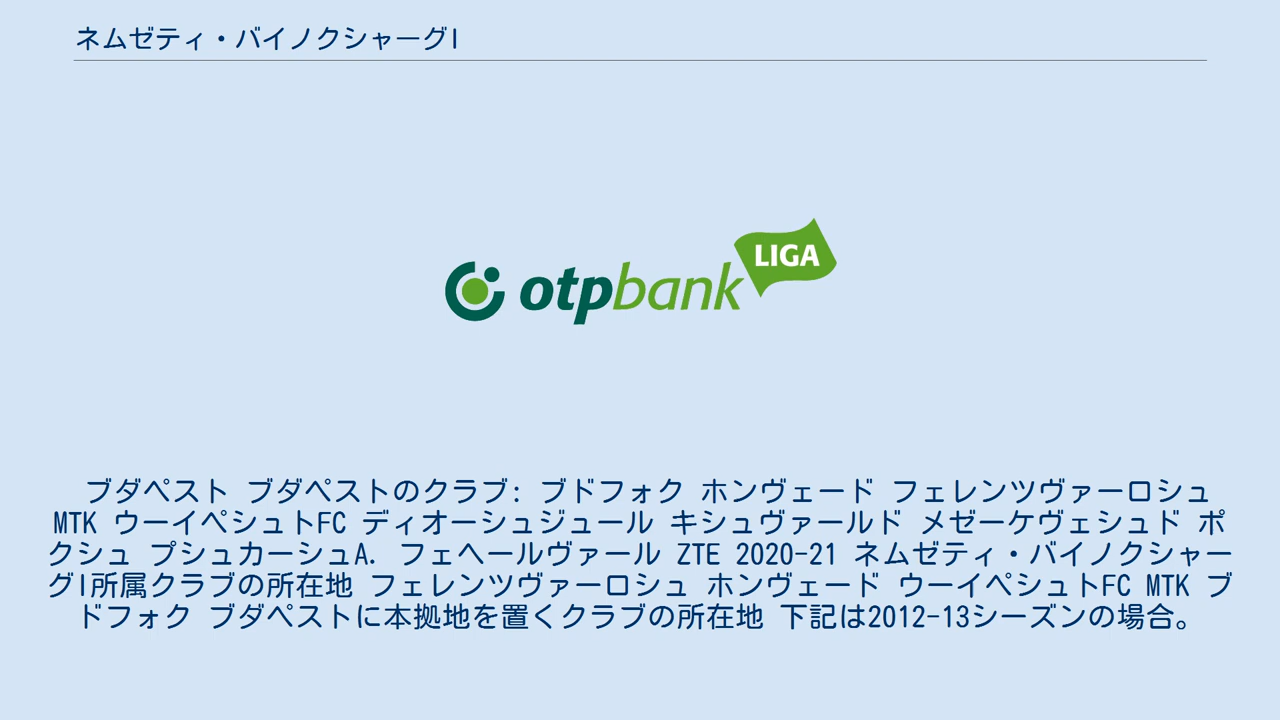 ネムゼティ・バイノクシャーグI
otpbank LIGA
ブダペスト ブダペストのクラブ: ブドフォク ホンヴェード フェレンツヴァーロシュ
MTK ウーイペシュトFC ディオーシュジュール キシュヴァールド メゼーケヴェシュド ポ
クシュ プシュカーシュA. フェヘールヴァール ZTE 2020-21 ネムゼティ・バイノクシャー
グI所属クラブの所在地 フェレンツヴァーロシュ ホンヴェード ウーイペシュトFC MTK ブ
ドフォク ブダペストに本拠地を置くクラブの所在地 下記は2012-13シーズンの場合。